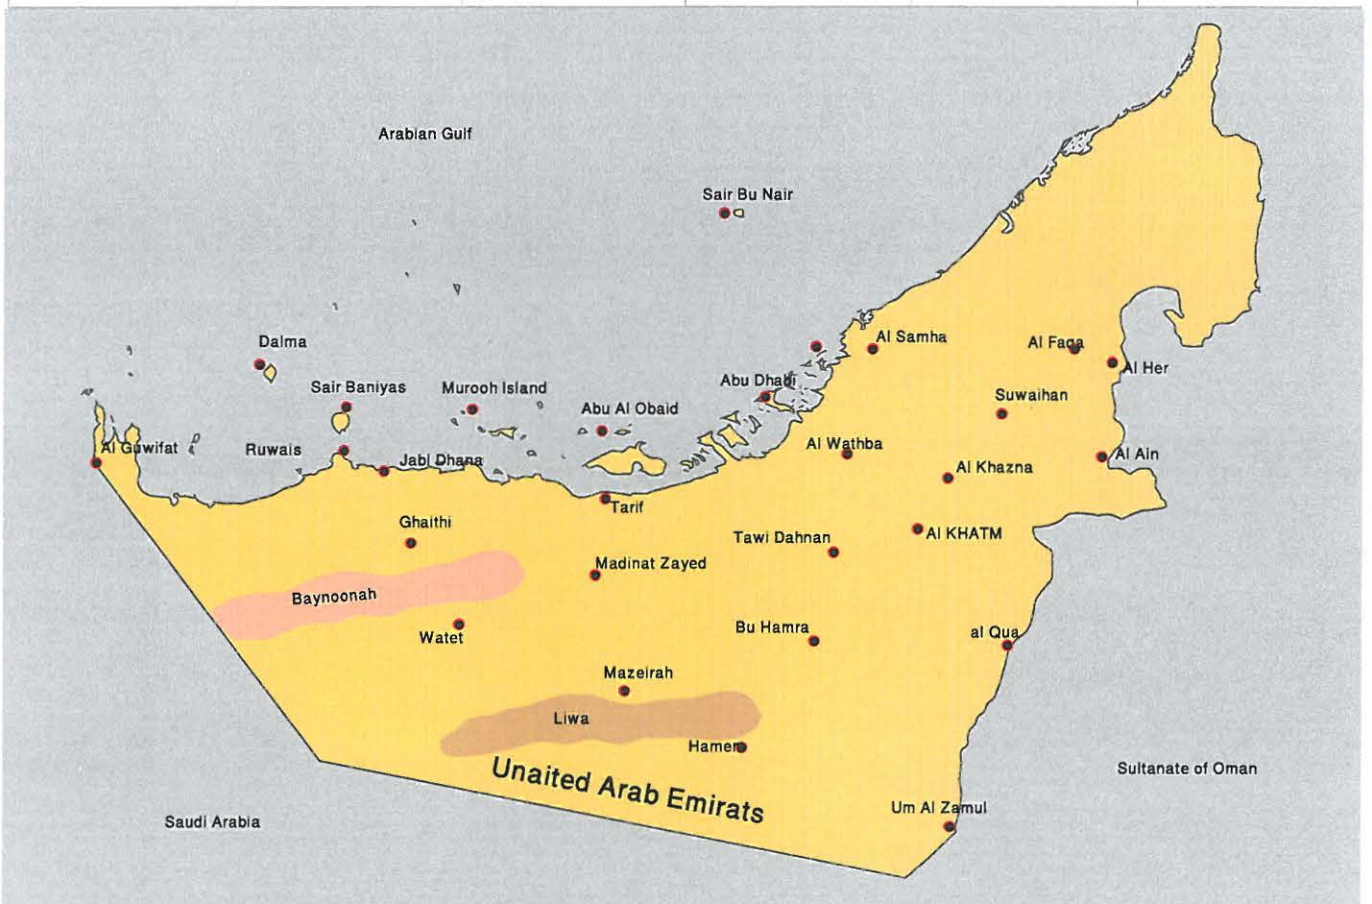 Arabian Gulf
Sair Bu Nair
Al Samha
Al Faqa
Dalma
Al Her
Sair Baniyas
Murooh Island
Abu Dhabi
Suwaihan
Abu Al Obaid
Al Guwifat
Ruwais
Al Wathba
Al Ain
Jabl Dhana
Al Khazna
Tarif
Ghaithi
Al KHATM
Tawi Dahnan
Madinat Zayed
Baynoonah
Bu Hamra
al Qua
Watet
Mazeirah
Liwa
Hamem
Unaited Arab Emirats
Sultanate of Oman
Um Al Zamul
Saudi Arabia